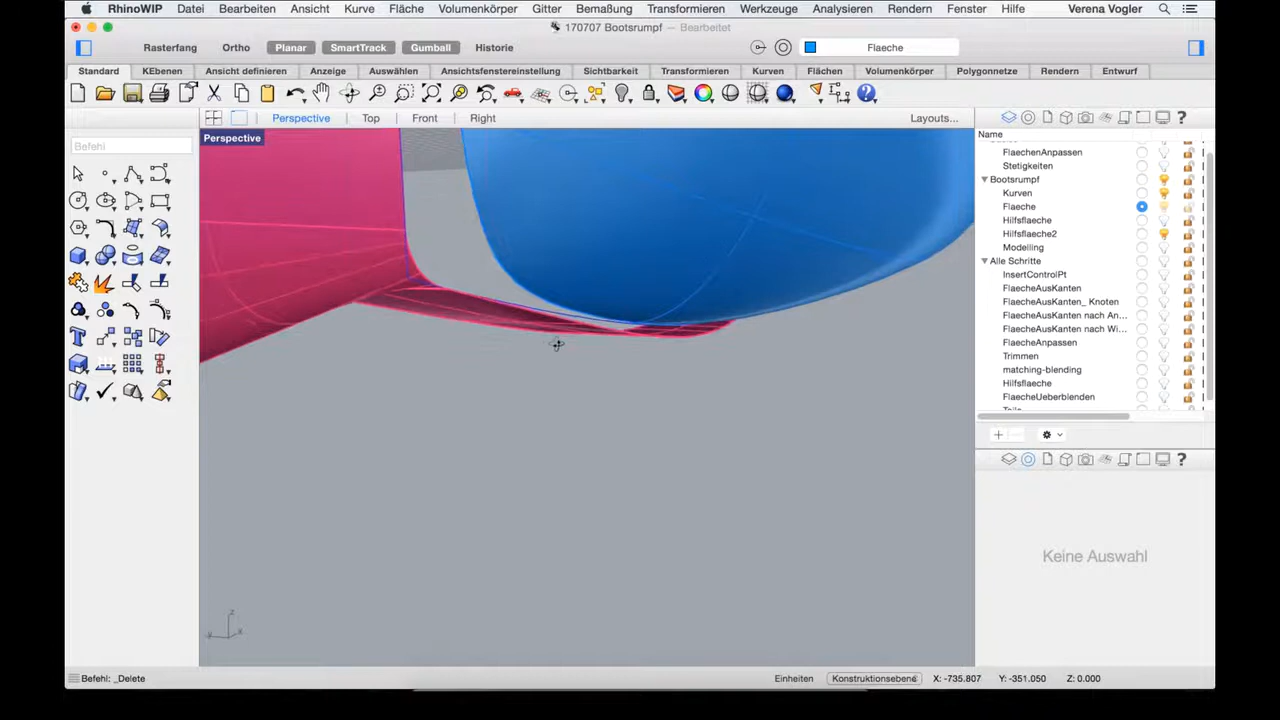 RhinoWIP Datei Bearbeiten Ansicht Kurve Fläche Volumenkörper Gitter Bemaßung Transformieren Werkzeuge Analysieren Rendern Fenster Hilfe Verena Vogler
170707 Bootsrumpf — Bearbeitet
Rasterfang Ortho Planar SmartTrack Gumball Historie Flaeche
Standard KEbenen Ansicht definieren Anzeige Auswählen Ansichtsfenstereinstellung Sichtbarkeit Transformieren Kurven Flächen Volumenkörper Polygonnetze Rendern Entwurf
Perspective Top Front Right Layouts...
Perspective
Befehl
Name
FlaechenAnpassen
Stetigkeiten
Bootsrumpf
Kurven
Flaeche
Hilfsflaeche
Hilfsflaeche2
Modelling
Alle Schritte
InsertControlPt
FlaecheAusKanten
FlaecheAusKanten_ Knoten
FlaecheAusKanten nach An...
FlaecheAusKanten nach Wi...
FlaecheAnpassen
Trimmen
matching-blending
Hilfsflaeche
FlaecheUeberblenden
Keine Auswahl
z
y x
Befehl: _Delete Einheiten Konstruktionsebene X: -735.807 Y: -351.050 Z: 0.000